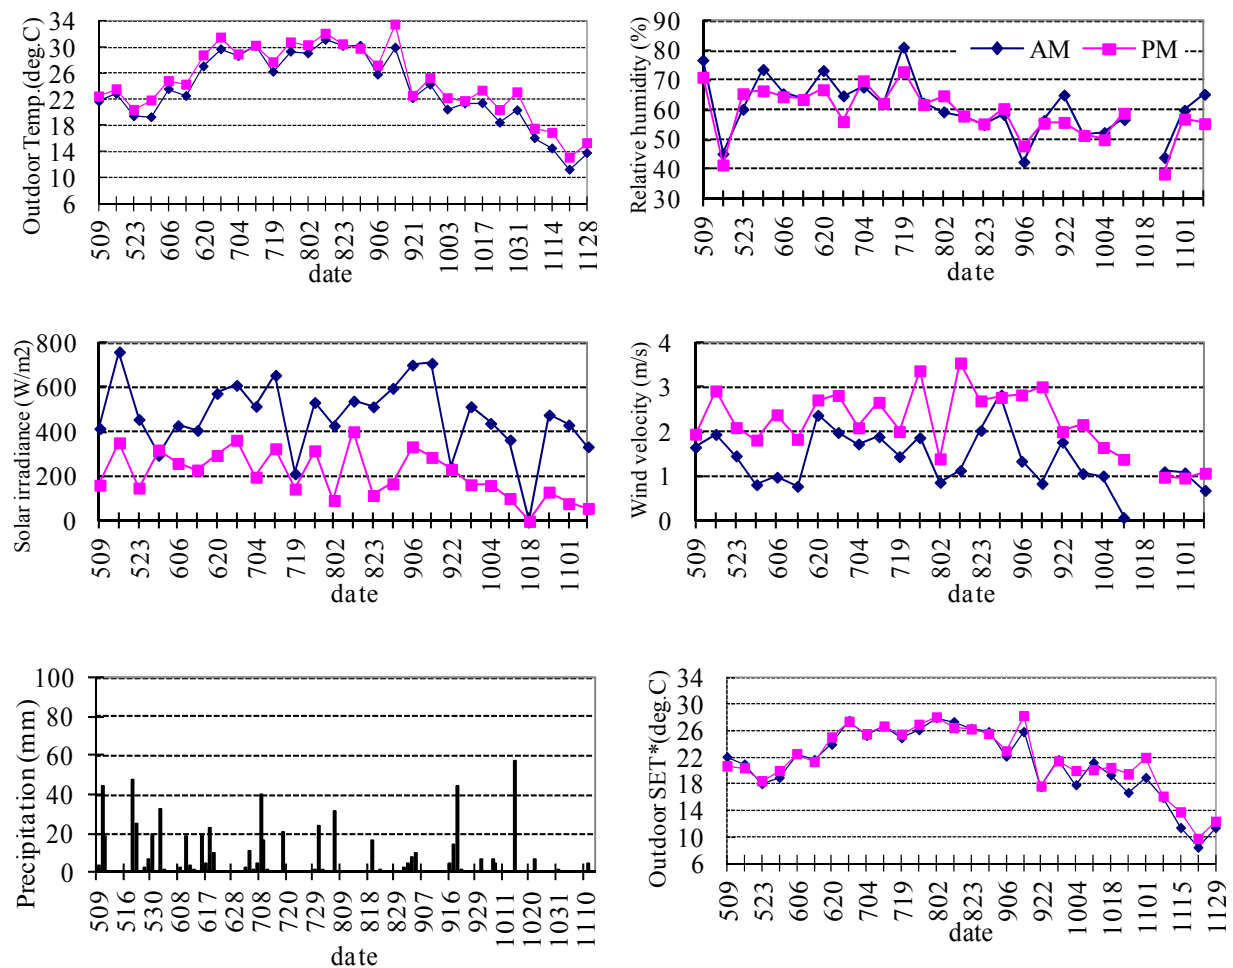 Outdoor Temp.(deg.C)
34
30
26
22
18
14
10
6
509 523 606 620 704 719 802 823 906 921 1003 1017 1031 1114 1128
date
Relative humidity (%)
90
80
70
60
50
40
30
AM PM
509 523 606 620 704 719 802 823 906 922 1004 1018 1101
date
Solar irradiance (W/m2)
800
600
400
200
0
509 523 606 620 704 719 802 823 906 922 1004 1018 1101
date
Wind velocity (m/s)
4
3
2
1
0
509 523 606 620 704 719 802 823 906 922 1004 1018 1101
date
Precipitation (mm)
100
80
60
40
20
0
509 516 530 608 617 628 708 720 729 809 818 829 907 916 929 1011 1020 1031 1110
date
Outdoor SET*(deg.C)
34
30
26
22
18
14
10
6
509 523 606 620 704 719 802 823 906 922 1004 1018 1101 1115 1129
date